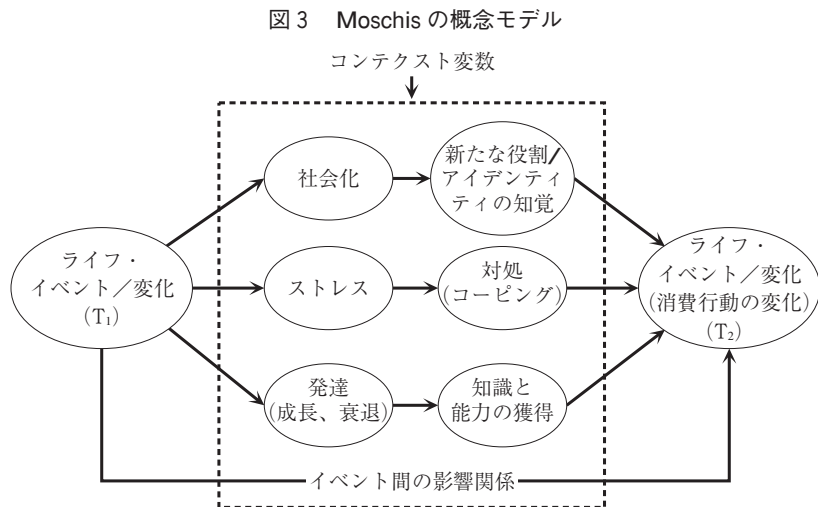 図3 Moschis の概念モデル
コンテクスト変数
社会化
新たな役割/
アイデンティ
ティの知覚
ライフ・
イベント/変化
(T₁)
ストレス
対処
(コーピング)
ライフ・
イベント/変化
(消費行動の変化)
(T₂)
発達
(成長、衰退)
知識と
能力の獲得
イベント間の影響関係